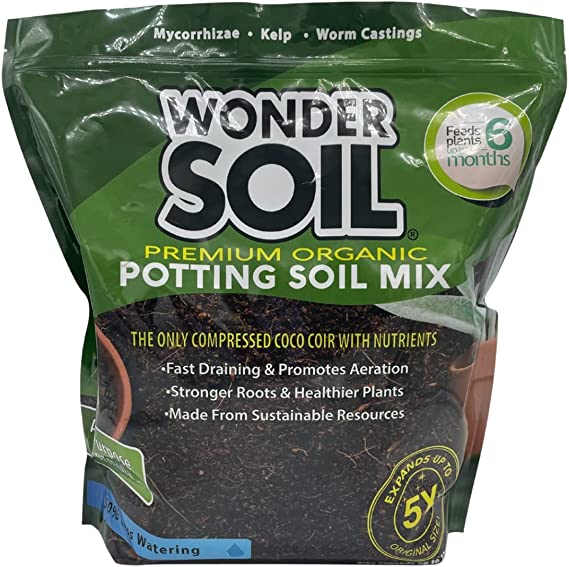 Mycorrhizae • Kelp • Worm Castings
WONDER
SOIL®
Feeds
plants
6
months
PREMIUM ORGANIC
POTTING SOIL MIX
THE ONLY COMPRESSED COCO COIR WITH NUTRIENTS
•Fast Draining & Promotes Aeration
•Stronger Roots & Healthier Plants
•Made From Sustainable Resources
Watering
EXPANDS UP TO
5X
ORIGINAL SIZE!